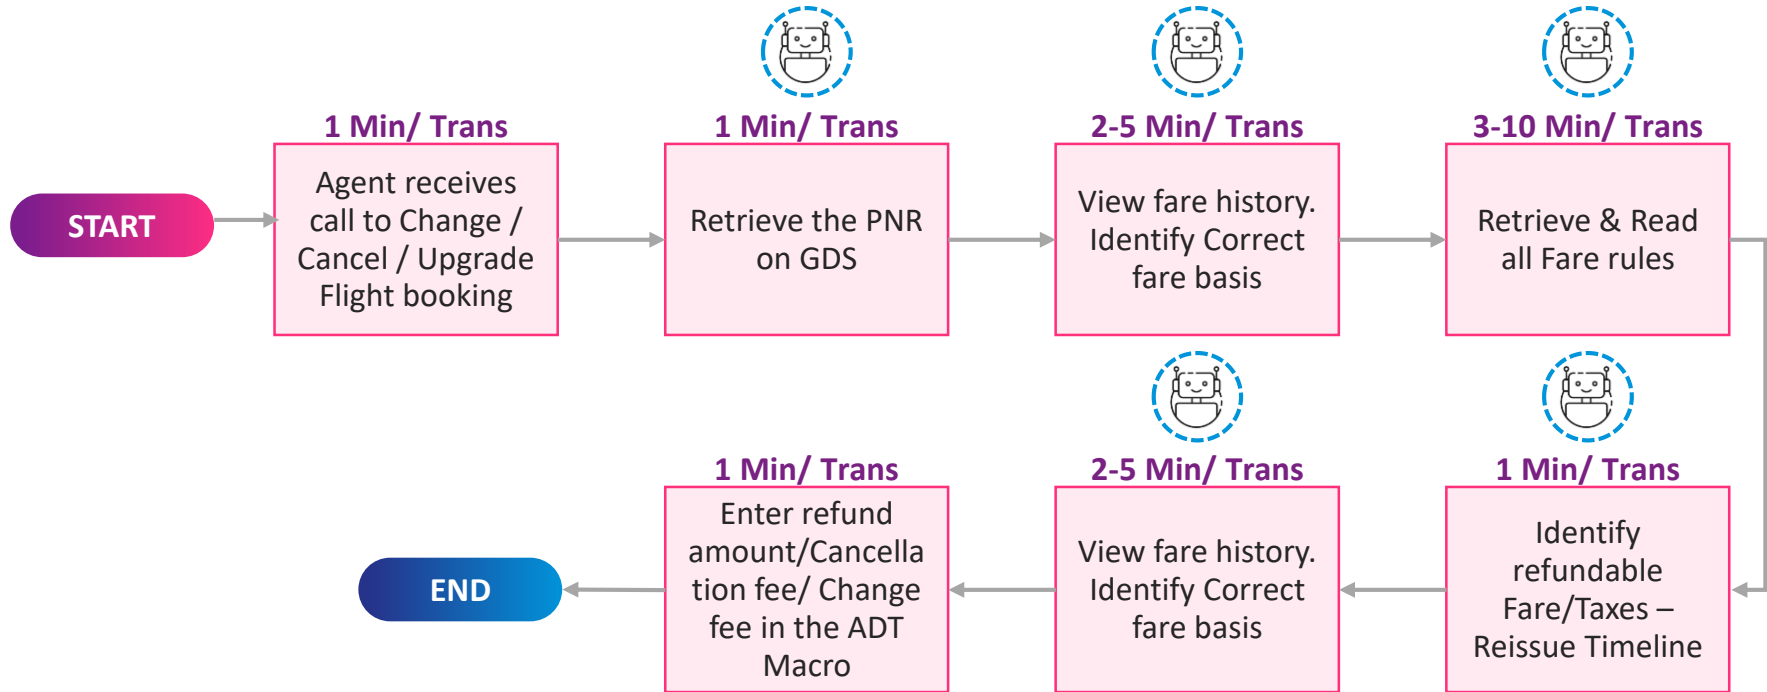 START
1 Min/ Trans
Agent receives
call to Change /
Cancel / Upgrade
Flight booking
1 Min/ Trans
Retrieve the PNR
on GDS
2-5 Min/ Trans
View fare history.
Identify Correct
fare basis
3-10 Min/ Trans
Retrieve & Read
all Fare rules
1 Min/ Trans
Identify
refundable
Fare/Taxes –
Reissue Timeline
2-5 Min/ Trans
View fare history.
Identify Correct
fare basis
1 Min/ Trans
Enter refund
amount/Cancella
tion fee/ Change
fee in the ADT
Macro
END